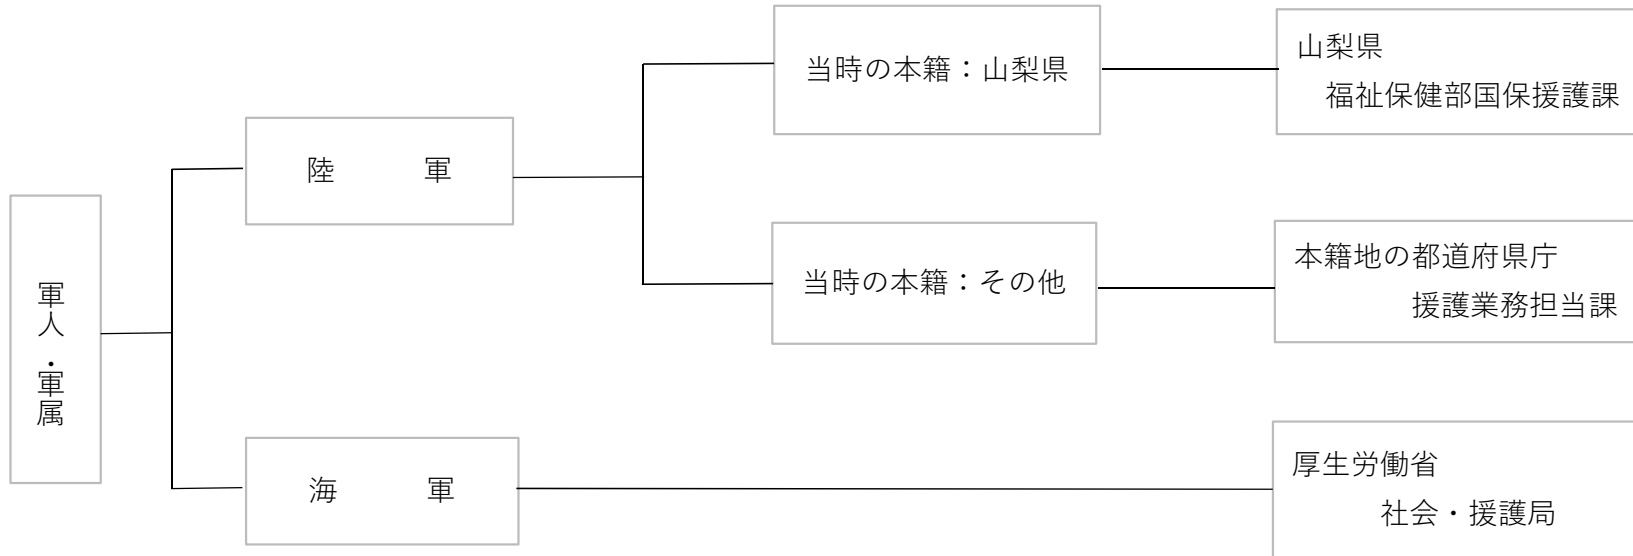 軍人・軍属
陸　　　軍
当時の本籍：山梨県
山梨県
福祉保健部国保援護課
当時の本籍：その他
本籍地の都道府県庁
援護業務担当課
海　　　軍
厚生労働省
社会・援護局